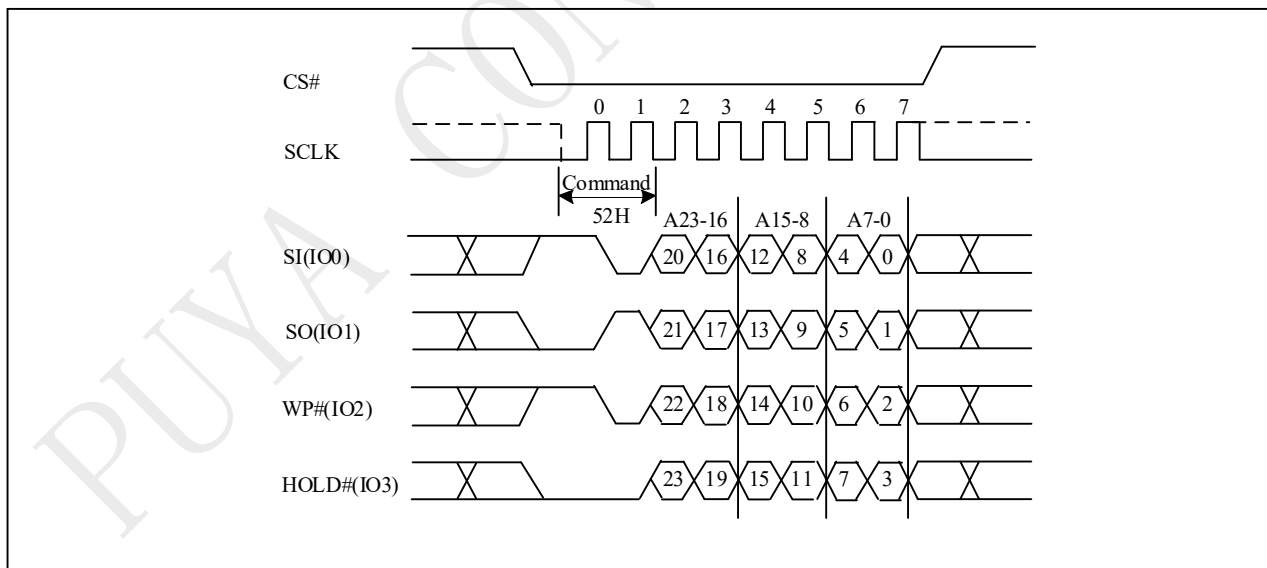 PUYA CON
CS#
0 1 2 3 4 5 6 7
SCLK
Command
52H
A23-16 A15-8 A7-0
SI(IO0) 20 16 12 8 4 0
SO(IO1) 21 17 13 9 5 1
WP#(IO2) 22 18 14 10 6 2
HOLD#(IO3) 23 19 15 11 7 3